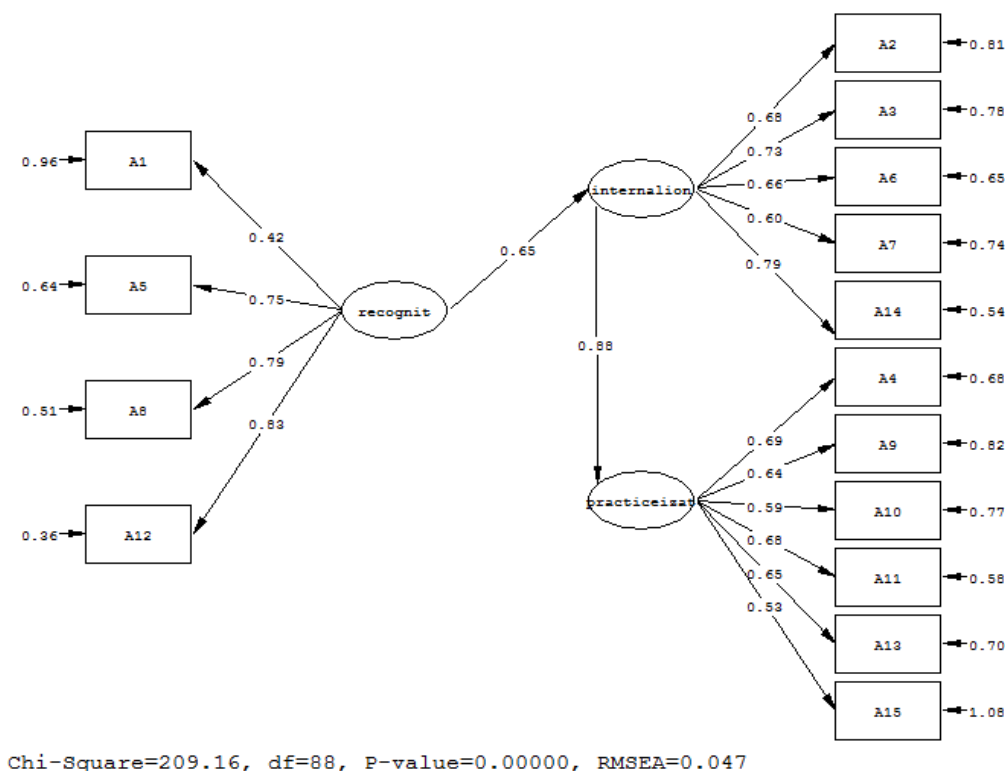 0.96
A1
0.42
0.64
A5
0.75
recognit
0.79
0.51
A8
0.83
0.36
A12
0.65
internalion
0.68
A2
0.81
0.73
A3
0.78
0.66
A6
0.65
0.60
A7
0.74
0.79
A14
0.54
0.88
practiceizat
0.69
A4
0.68
0.64
A9
0.82
0.59
A10
0.77
0.68
A11
0.58
0.65
A13
0.70
0.53
A15
1.08
Chi-Square=209.16, df=88, P-value=0.00000, RMSEA=0.047